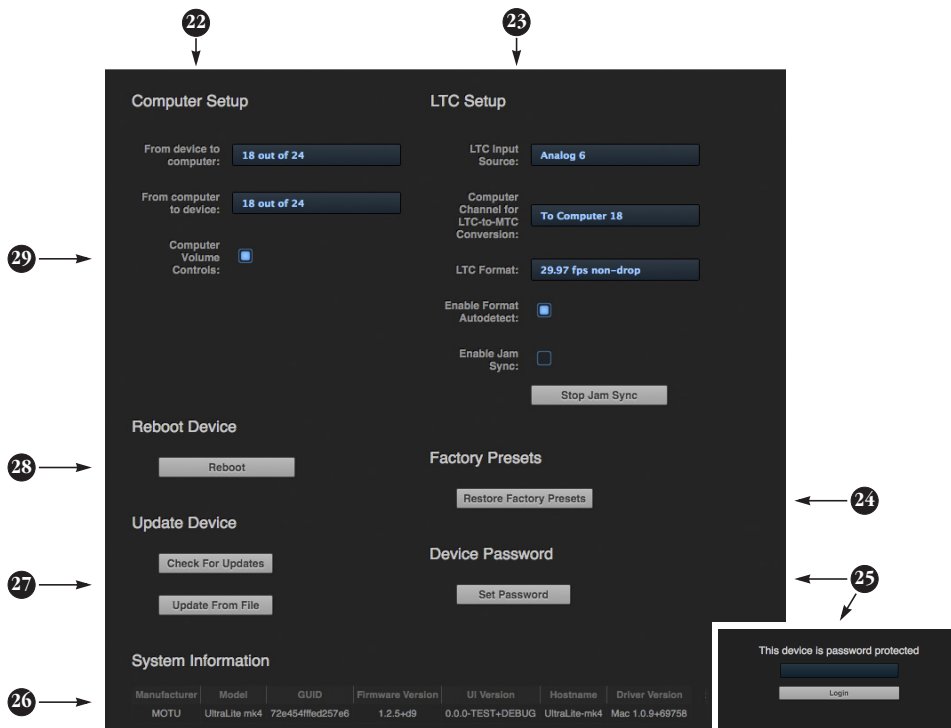 22
23
Computer Setup
From device to
computer:
18 out of 24
From computer
to device:
18 out of 24
29
Computer
Volume
Controls:
LTC Setup
LTC Input
Source:
Analog 6
Computer
Channel for
LTC-to-MTC
Conversion:
To Computer 18
LTC Format:
29.97 fps non-drop
Enable Format
Autodetect:
Enable Jam
Sync:
Stop Jam Sync
Reboot Device
28
Reboot
Factory Presets
Restore Factory Presets
24
Update Device
27
Check For Updates
Update From File
Device Password
Set Password
25
This device is password protected
Login
System Information
26
Manufacturer Model GUID Firmware Version UI Version Hostname Driver Version
MOTU UltraLite mk4 72e454fffed257e6 1.2.5+d9 0.0.0-TEST+DEBUG UltraLite-mk4 Mac 1.0.9+69758